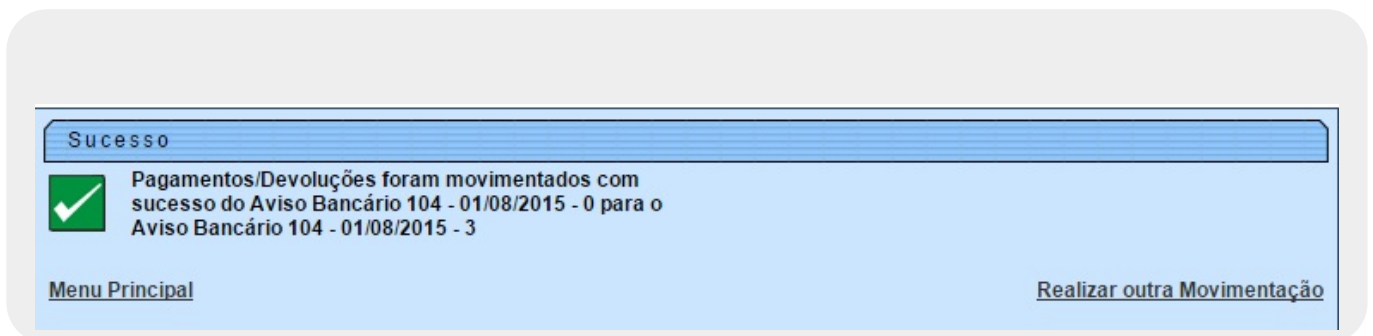 Sucesso
Pagamentos/Devoluções foram movimentados com
sucesso do Aviso Bancário 104 - 01/08/2015 - 0 para o
Aviso Bancário 104 - 01/08/2015 - 3
Menu Principal
Realizar outra Movimentação